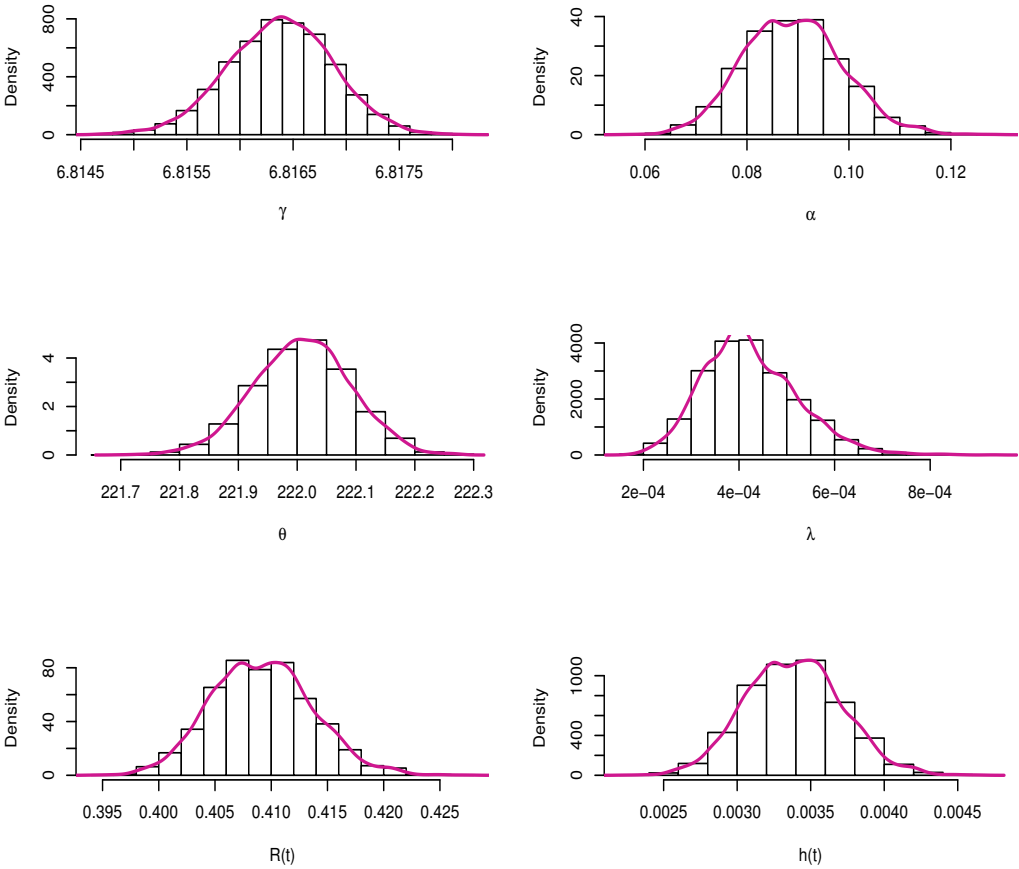 Density
0 400 800
6.8145 6.8155 6.8165 6.8175
γ
Density
0 20 40
0.06 0.08 0.10 0.12
α
Density
0 2 4
221.7 221.8 221.9 222.0 222.1 222.2 222.3
θ
Density
0 2000 4000
2e−04 4e−04 6e−04 8e−04
λ
Density
0 40 80
0.395 0.400 0.405 0.410 0.415 0.420 0.425
R(t)
Density
0 400 1000
0.0025 0.0030 0.0035 0.0040 0.0045
h(t)